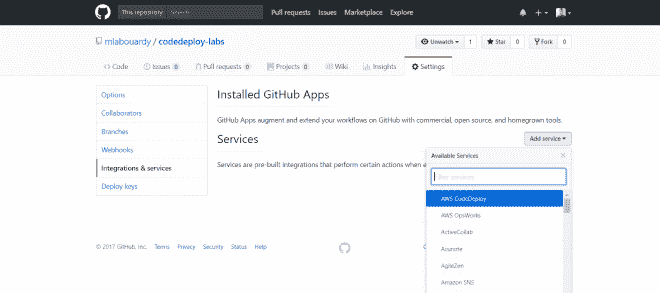 This repository Search Pull requests Issues Marketplace Explore
mlabouardy / codedeploy-labs
Unwatch 1 Star 0 Fork 0
Code Issues 0 Pull requests 0 Projects 0 Wiki Insights Settings
Options
Collaborators
Branches
Webhooks
Integrations & services
Deploy keys
Installed GitHub Apps
GitHub Apps augment and extend your workflows on GitHub with commercial, open source, and homegrown tools.
Services
Add service
Services are pre-built integrations that perform certain actions when e
Available Services
Filter services
AWS CodeDeploy
AWS OpsWorks
ActiveCollab
Acunote
AgileZen
Amazon SNS
© 2017 GitHub, Inc. Terms Privacy Security Status Help